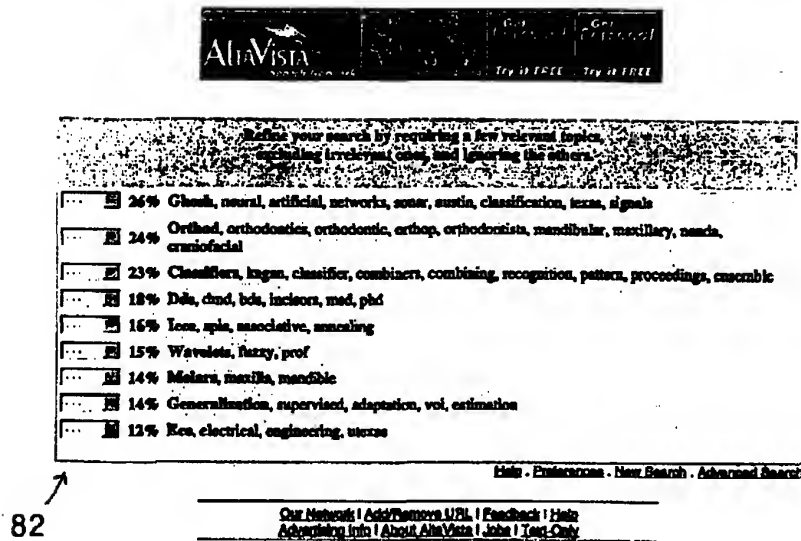 ALTAVISTA Get Get
Personal
Try it FREE Try it FREE
Refine your search by requiring a few relevant topics,
excluding irrelevant ones, and ignoring the others.
... 26% Ghosh, neural, artificial, networks, sonar, austin, classification, texas, signals
... 24% Orthod, orthodontics, orthodontic, orthop, orthodontists, mandibular, maxillary, nanda,
craniofacial
... 23% Classifiers, kagan, classifier, combiners, combining, recognition, pattern, proceedings, ensemble
... 18% Dds, dmd, bds, incisors, msd, phd
... 16% Icnn, spie, associative, annealing
... 15% Wavelets, fuzzy, prof
... 14% Molars, maxilla, mandible
... 14% Generalization, supervised, adaptation, vol, estimation
... 12% Ece, electrical, engineering, utexas
Help . Preferences . New Search . Advanced Search
82
Our Network | Add/Remove URL | Feedback | Help
Advertising Info | About AltaVista | Jobs | Text-Only